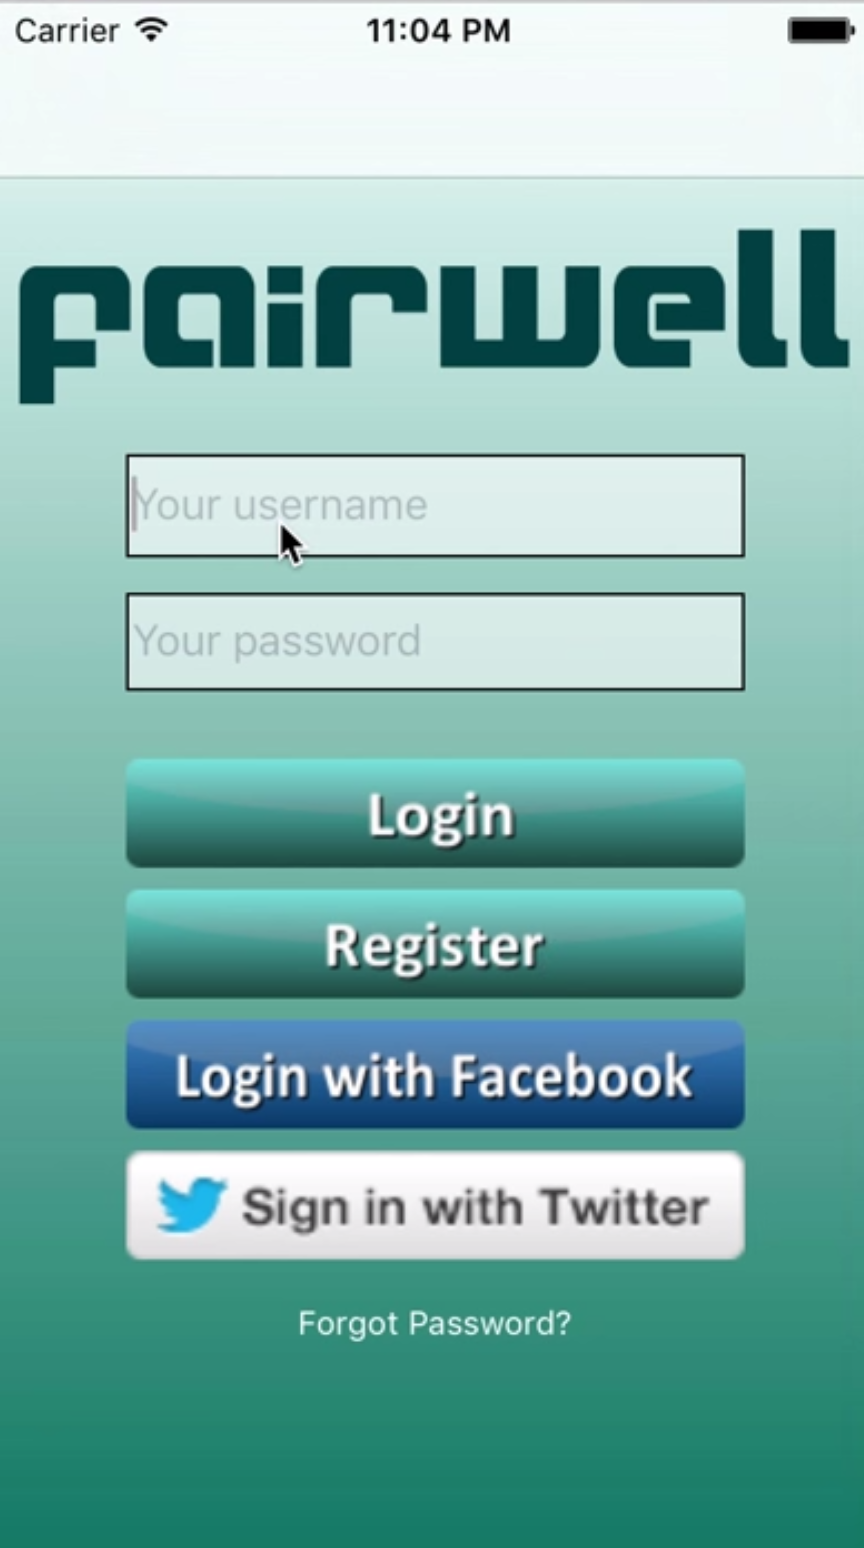 Carrier 11:04 PM
fairwell
Your username
Your password
Login
Register
Login with Facebook
Sign in with Twitter
Forgot Password?